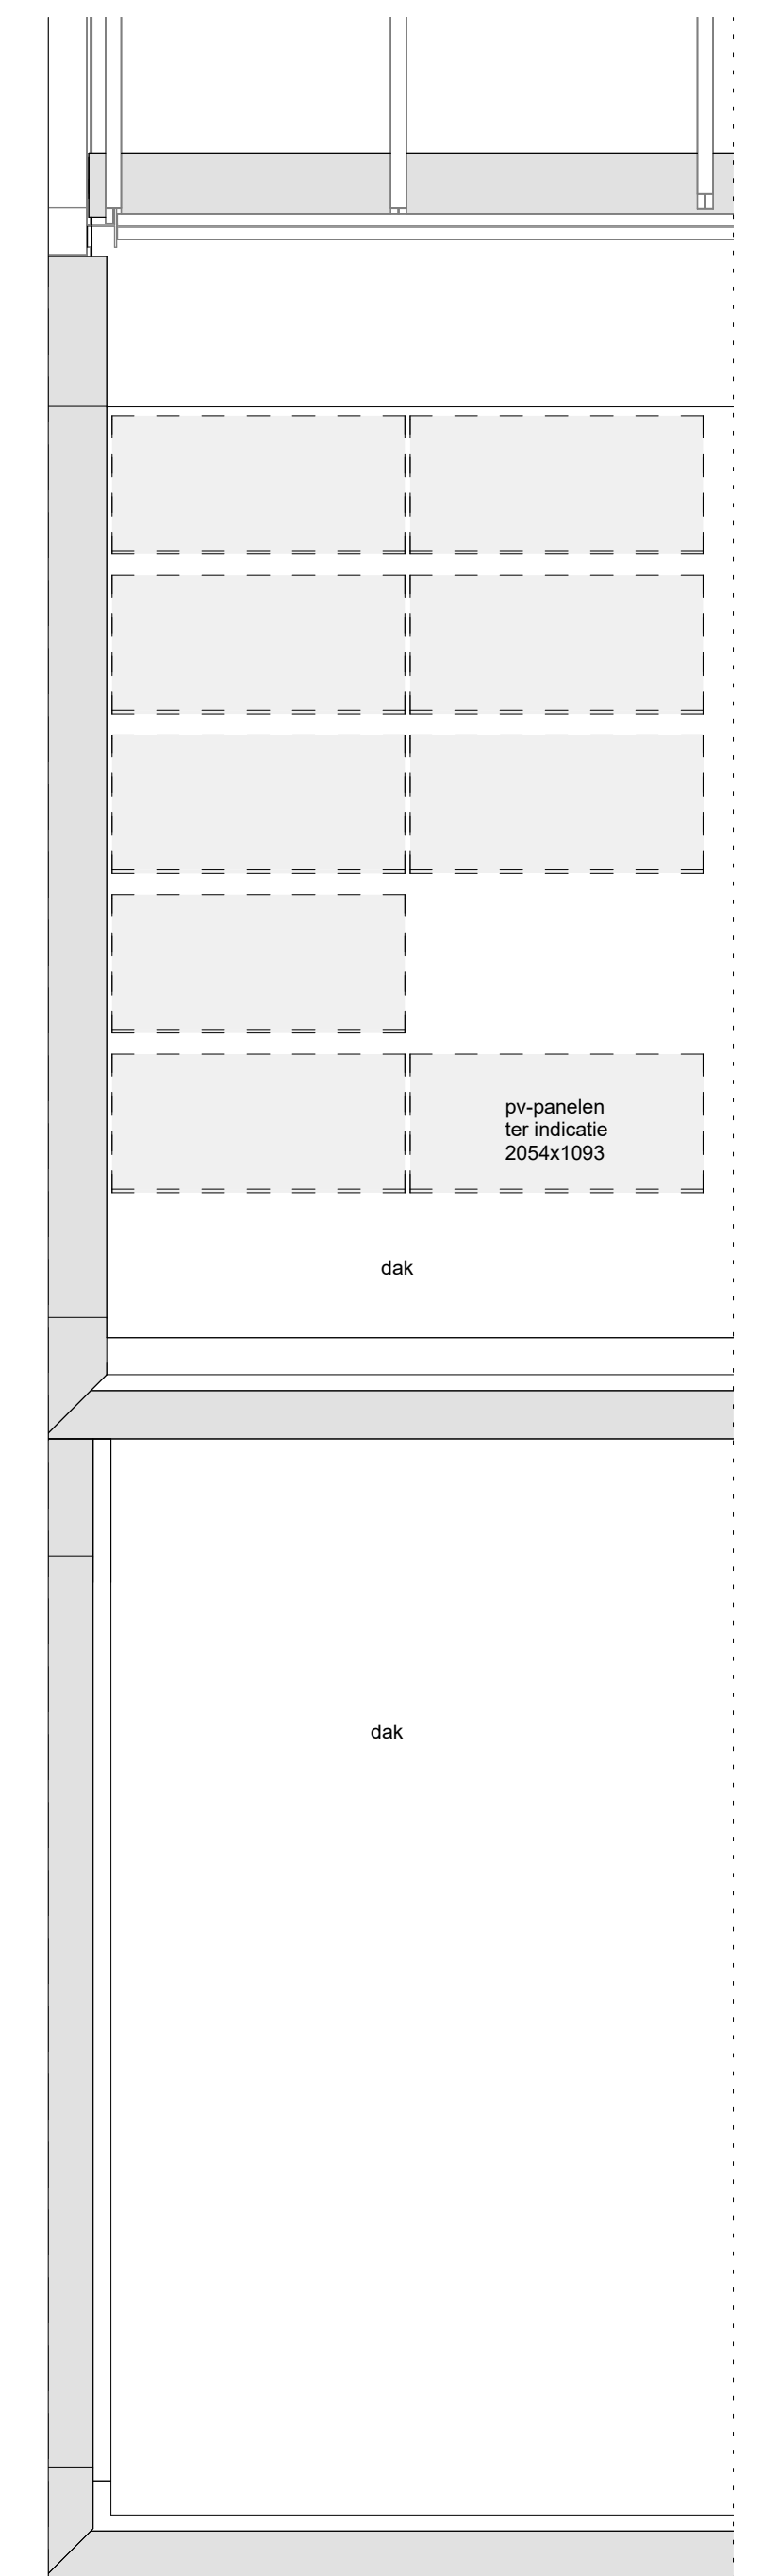 pv-panelen
ter indicatie
2054x1093
dak
dak